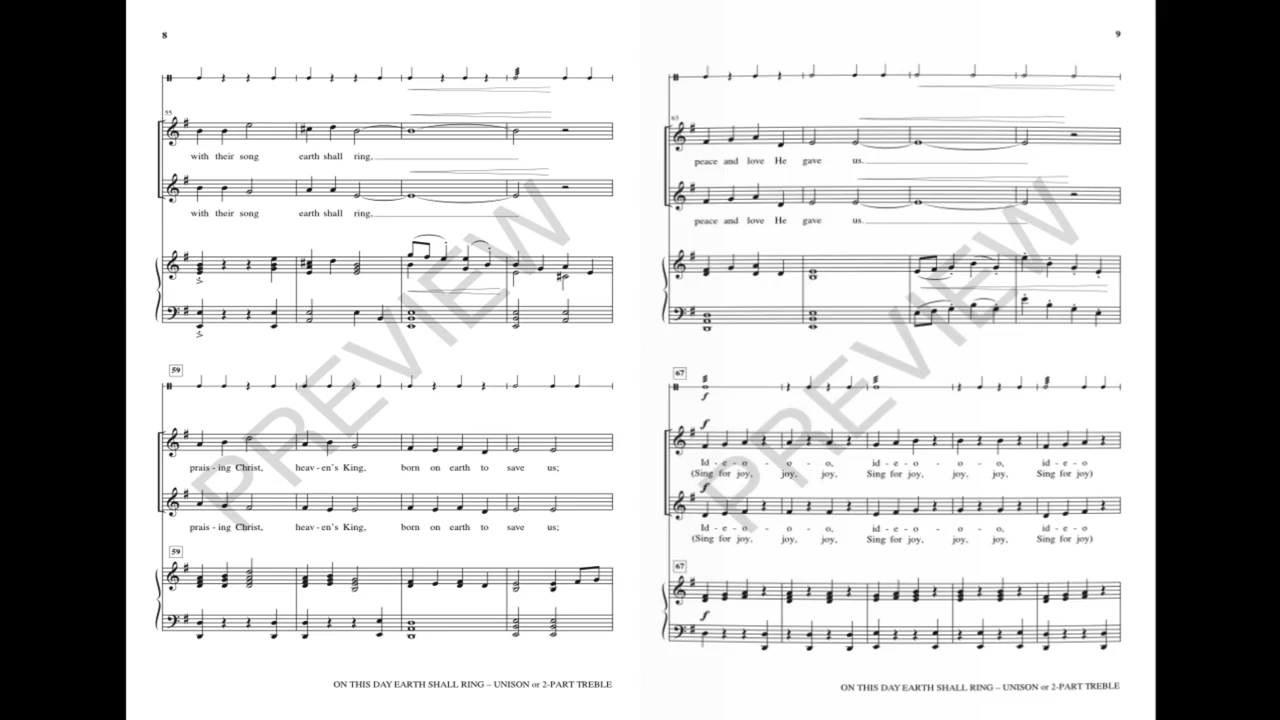 8
55
with their song earth shall ring,
with their song earth shall ring,
59
prais - ing Christ, heav - en's King, born on earth to save us;
prais - ing Christ, heav - en's King, born on earth to save us;
59
ON THIS DAY EARTH SHALL RING – UNISON or 2-PART TREBLE
9
63
peace and love He gave us.
peace and love He gave us.
67
f
f
Id - e - o - o - o, id - e - o - o - o, id - e - o
(Sing for joy, joy, joy, Sing for joy, joy, joy, Sing for joy)
f
Id - e - o - o - o, id - e - o - o - o, id - e - o
(Sing for joy, joy, joy, Sing for joy, joy, joy, Sing for joy)
67
f
ON THIS DAY EARTH SHALL RING – UNISON or 2-PART TREBLE
PREVIEW
PREVIEW